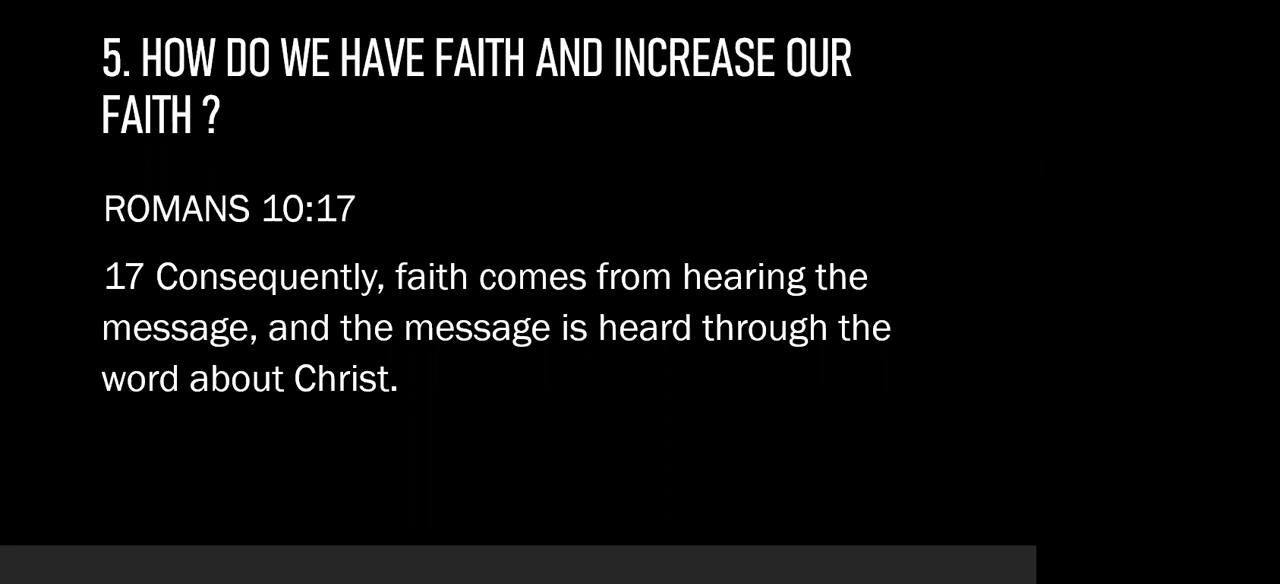 5. HOW DO WE HAVE FAITH AND INCREASE OUR
FAITH ?
ROMANS 10:17
17 Consequently, faith comes from hearing the
message, and the message is heard through the
word about Christ.